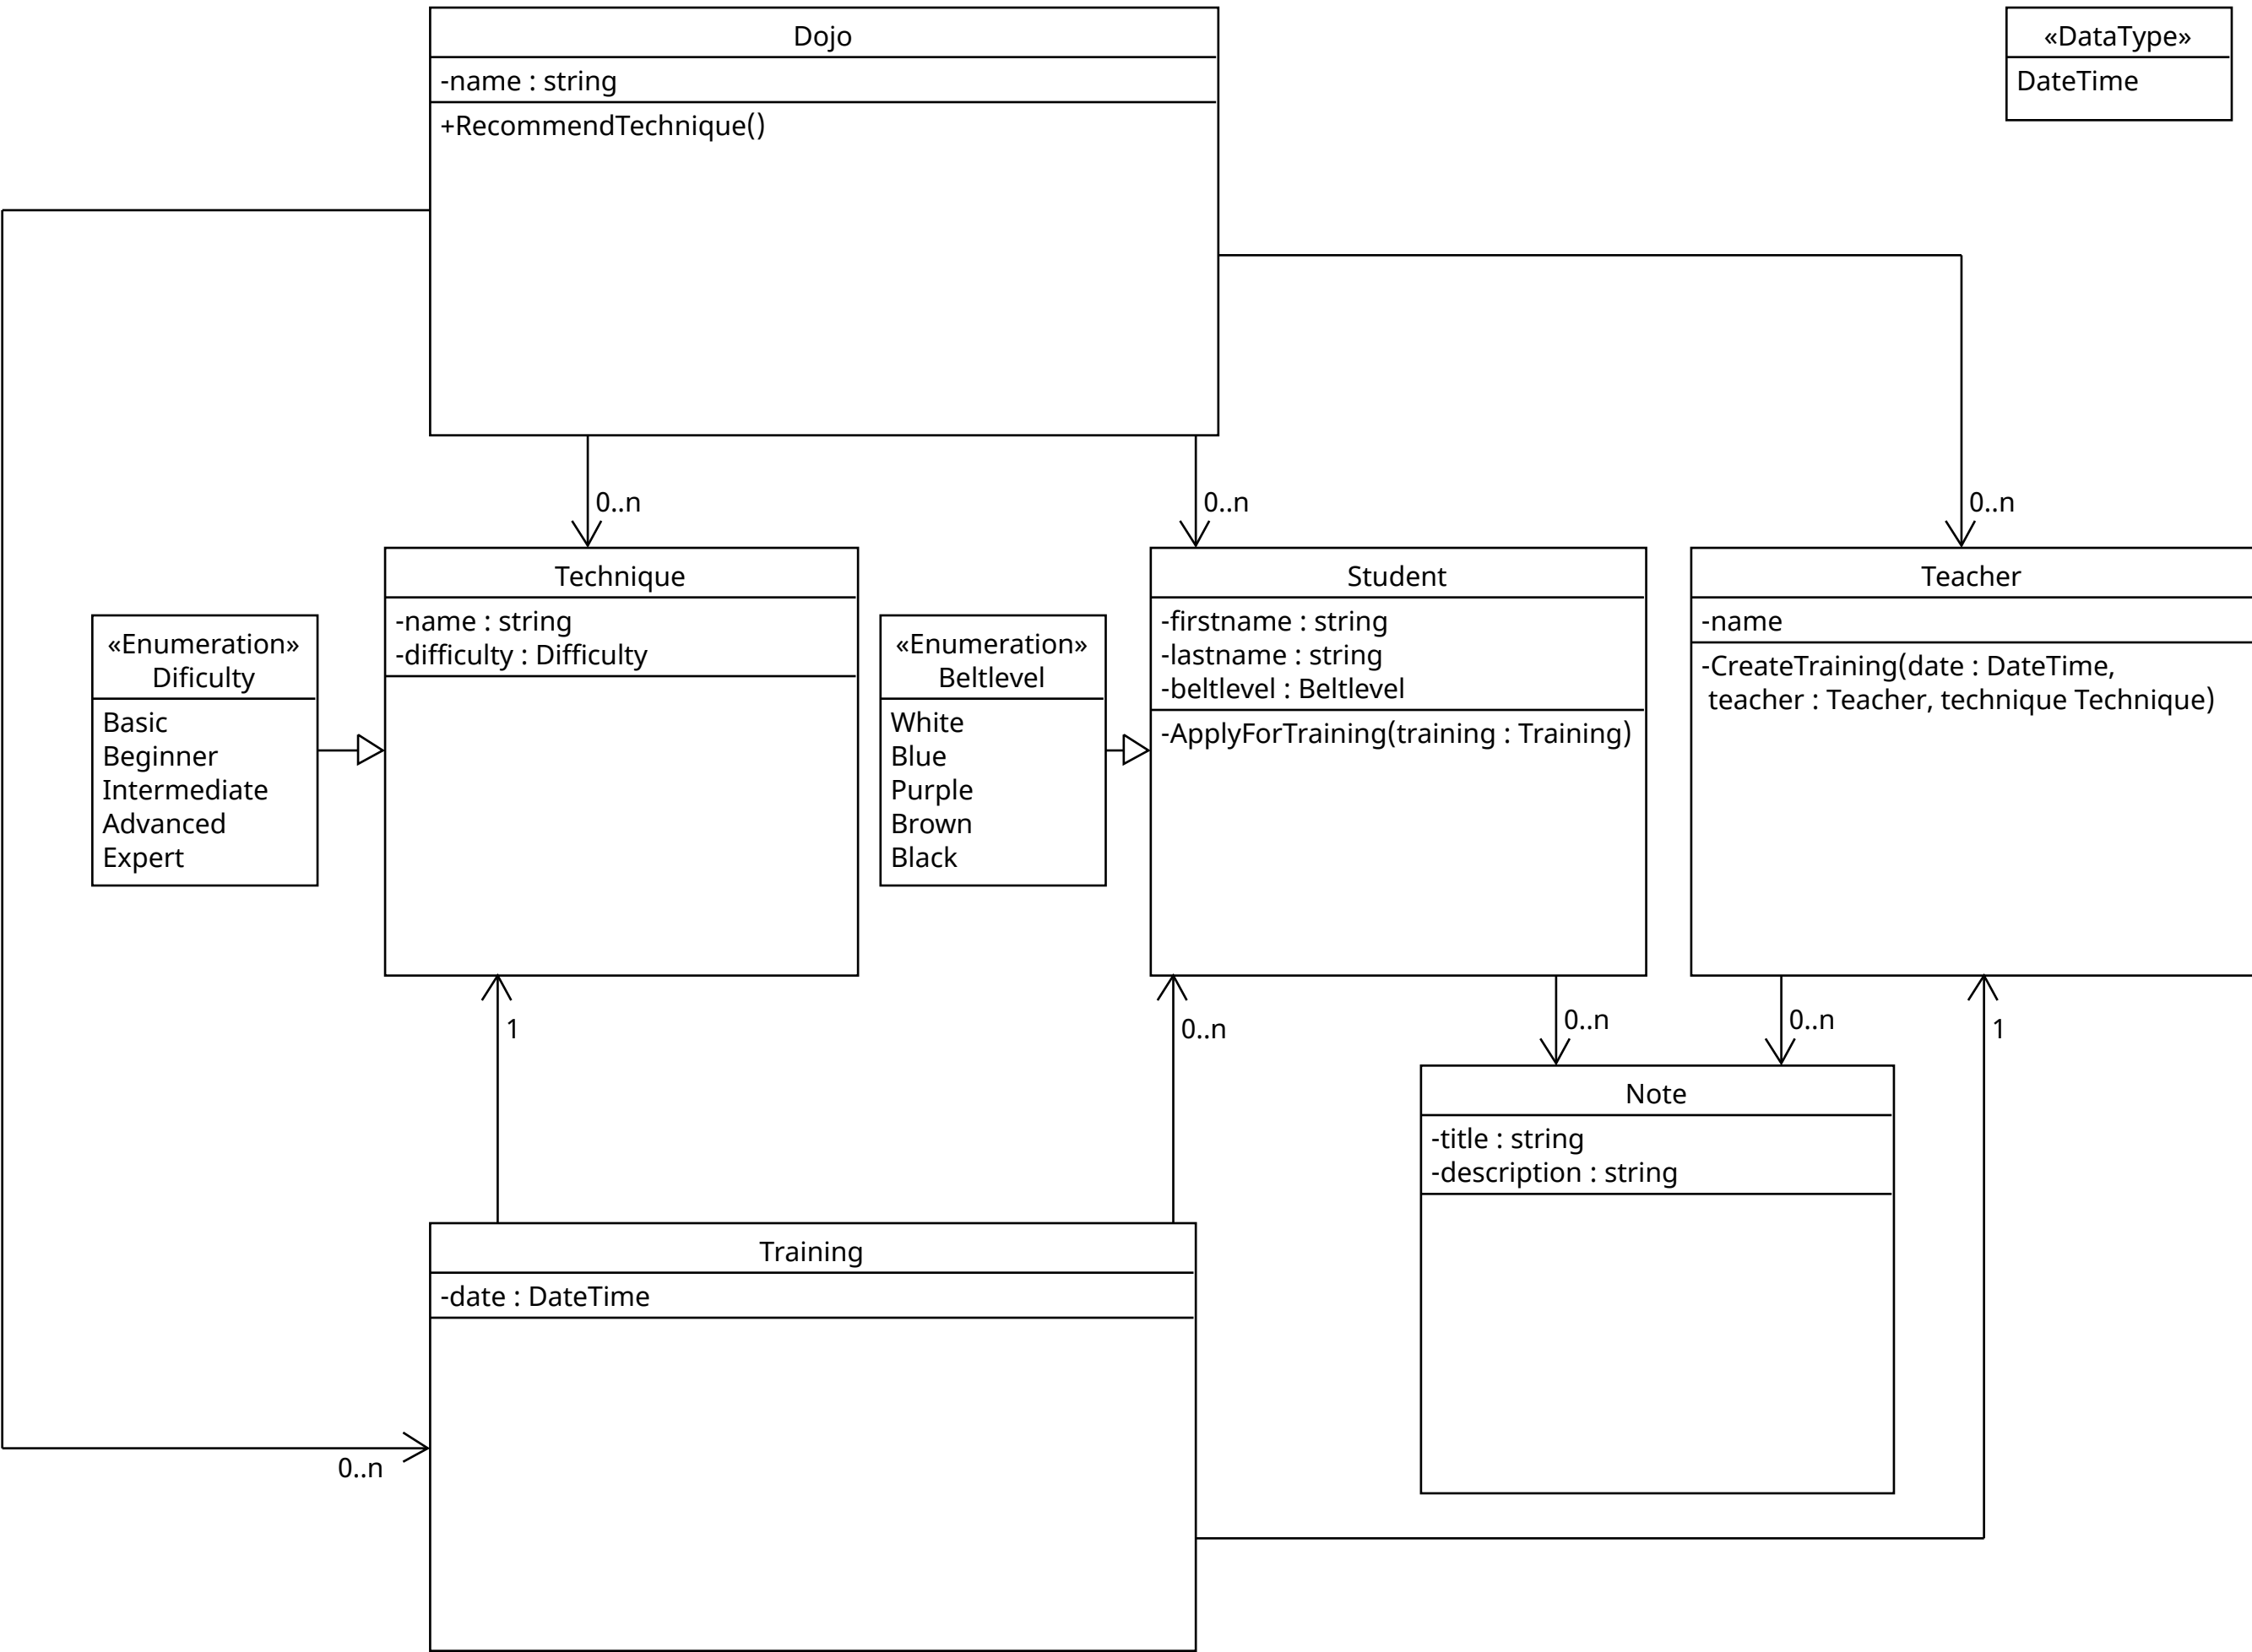 Dojo
-name : string
+RecommendTechnique()
«DataType»
DateTime
0..n
0..n
0..n
«Enumeration»
Dificulty
Basic
Beginner
Intermediate
Advanced
Expert
Technique
-name : string
-difficulty : Difficulty
«Enumeration»
Beltlevel
White
Blue
Purple
Brown
Black
Student
-firstname : string
-lastname : string
-beltlevel : Beltlevel
-ApplyForTraining(training : Training)
Teacher
-name
-CreateTraining(date : DateTime,
teacher : Teacher, technique Technique)
1
0..n
0..n
0..n
1
Note
-title : string
-description : string
Training
-date : DateTime
0..n